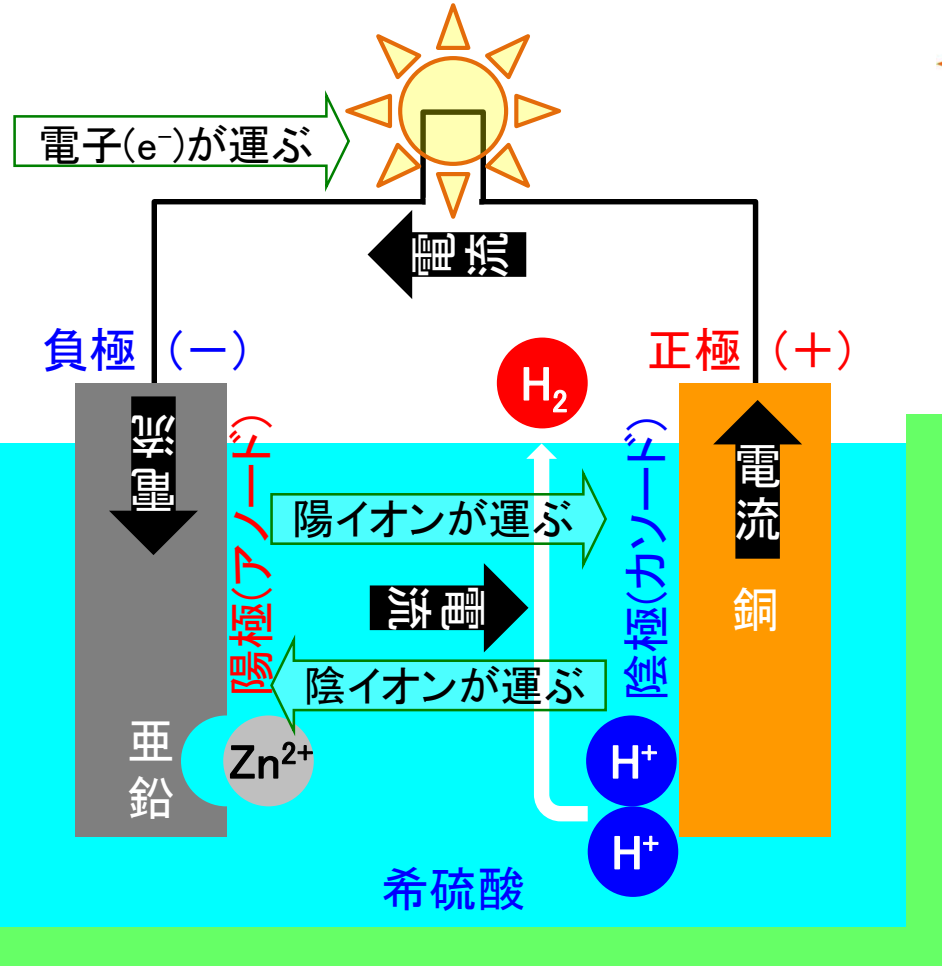 電子(e⁻)が運ぶ
電流
負極（－）
正極（＋）
H₂
電流
陽極(アノード)
陰極(カソード)
電流
陽イオンが運ぶ
電流
銅
陰イオンが運ぶ
亜鉛
Zn²⁺
H⁺
H⁺
希硫酸